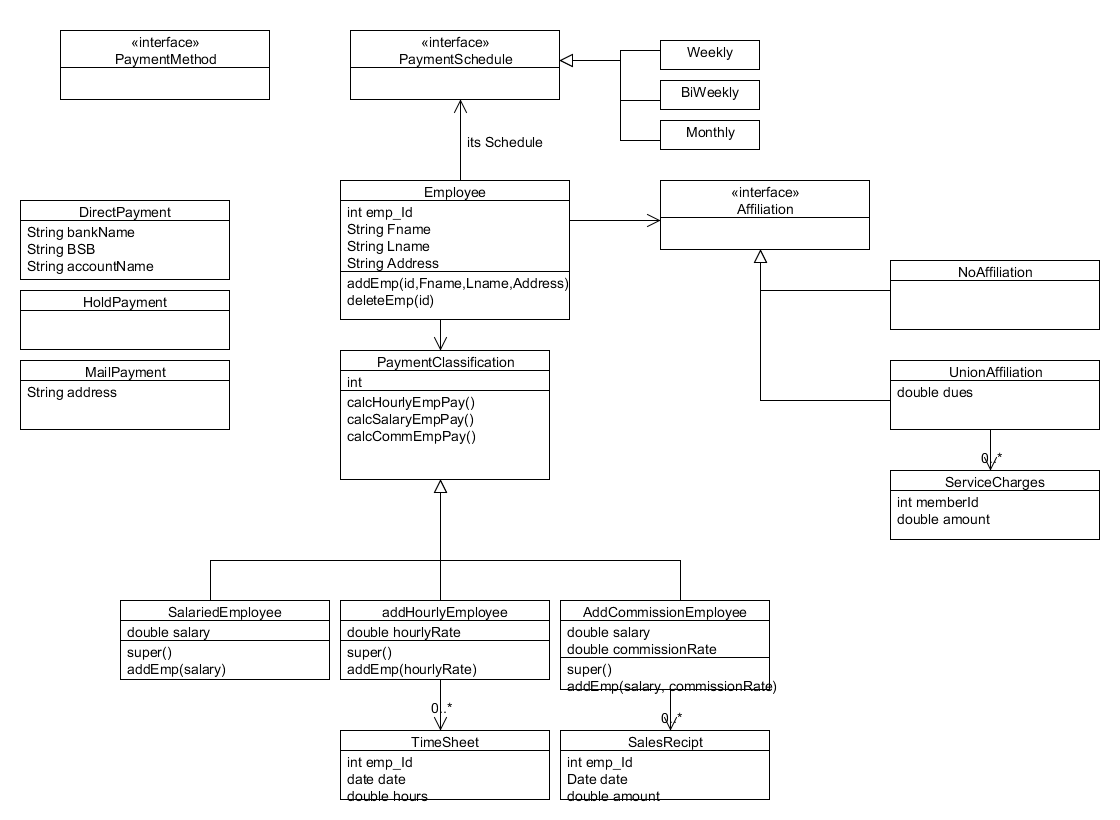 «interface»
PaymentMethod
«interface»
PaymentSchedule
Weekly
BiWeekly
Monthly
its Schedule
DirectPayment
String bankName
String BSB
String accountName
HoldPayment
MailPayment
String address
Employee
int emp_Id
String Fname
String Lname
String Address
addEmp(id,Fname,Lname,Address)
deleteEmp(id)
«interface»
Affiliation
NoAffiliation
UnionAffiliation
double dues
0..*
ServiceCharges
int memberId
double amount
PaymentClassification
int
calcHourlyEmpPay()
calcSalaryEmpPay()
calcCommEmpPay()
SalariedEmployee
double salary
super()
addEmp(salary)
addHourlyEmployee
double hourlyRate
super()
addEmp(hourlyRate)
AddCommissionEmployee
double salary
double commissionRate
super()
addEmp(salary, commissionRate)
0..*
0..*
TimeSheet
int emp_Id
date date
double hours
SalesRecipt
int emp_Id
Date date
double amount